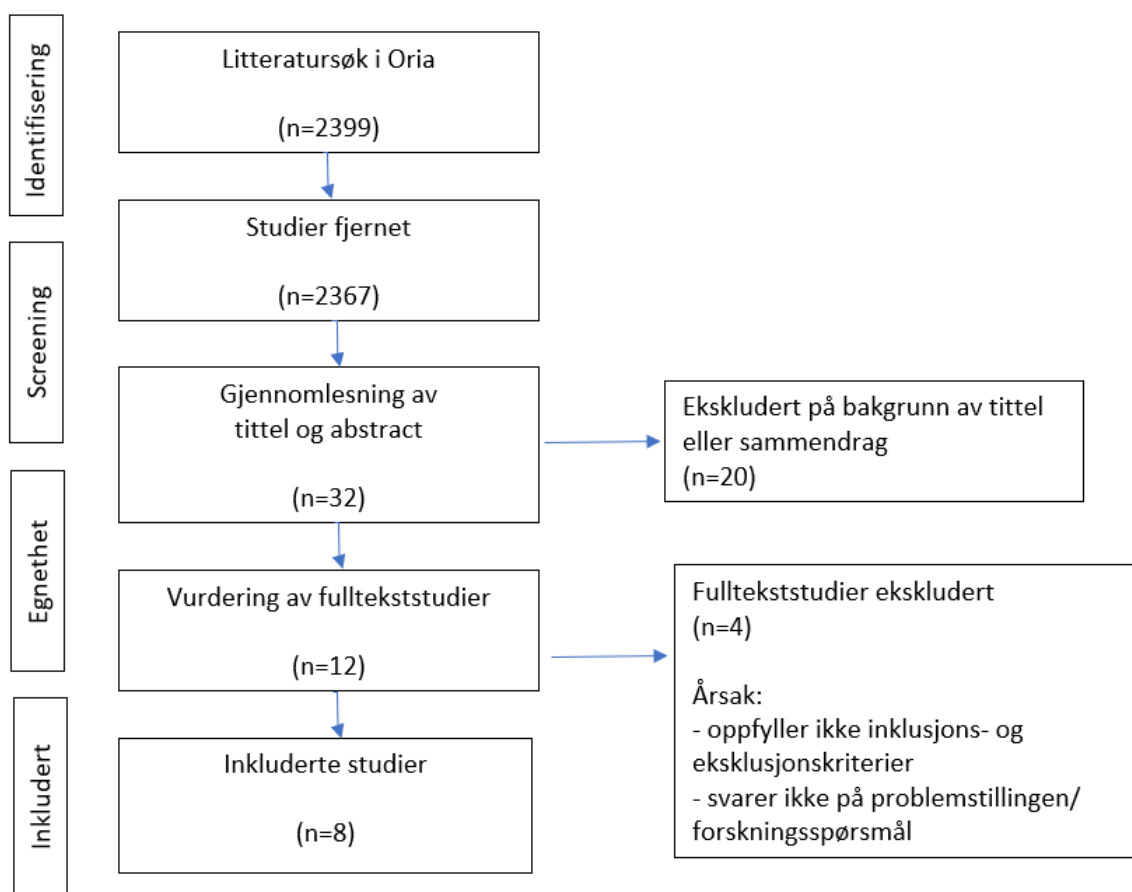 Identifisering
Litteratursøk i Oria
(n=2399)
Studier fjernet
(n=2367)
Screening
Gjennomlesning av
tittel og abstract
(n=32)
Ekskludert på bakgrunn av tittel
eller sammendrag
(n=20)
Egnethet
Vurdering av fulltekststudier
(n=12)
Fulltekststudier ekskludert
(n=4)
Årsak:
- oppfyller ikke inklusjons- og
eksklusjonskriterier
- svarer ikke på problemstillingen/
forskningsspørsmål
Inkludert
Inkluderte studier
(n=8)